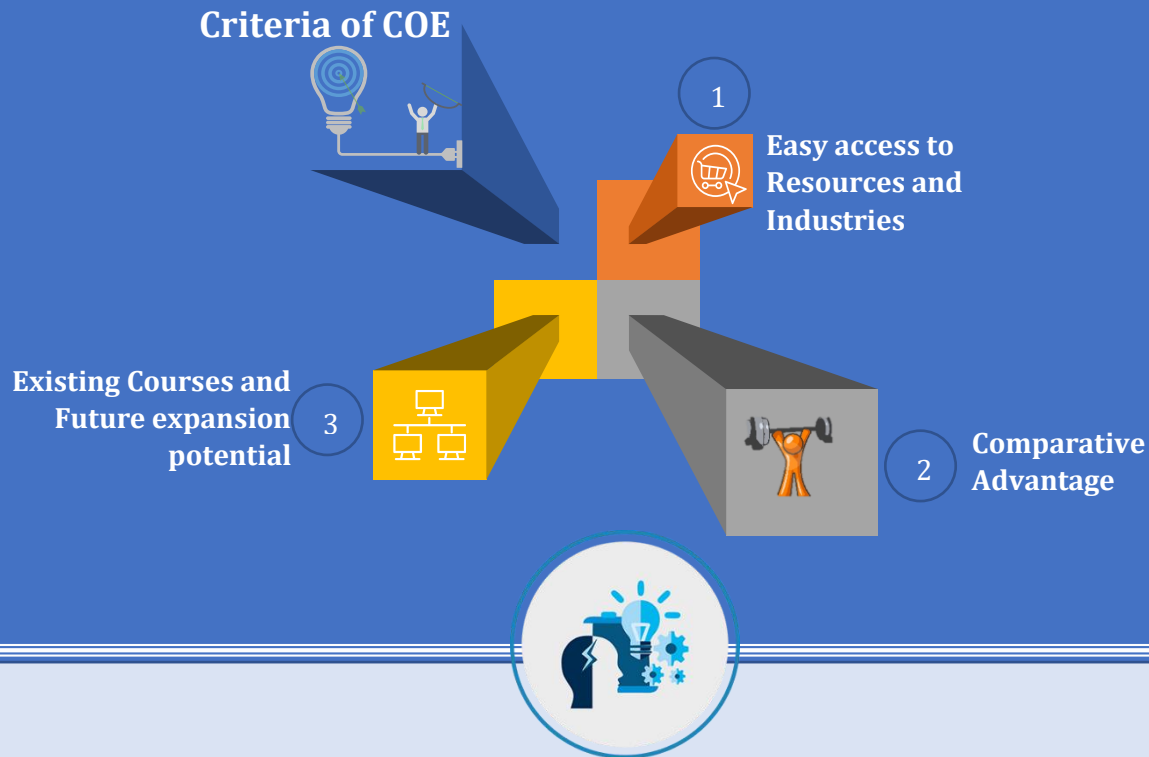 Criteria of COE
1
Easy access to
Resources and
Industries
2
Comparative
Advantage
3
Existing Courses and
Future expansion
potential